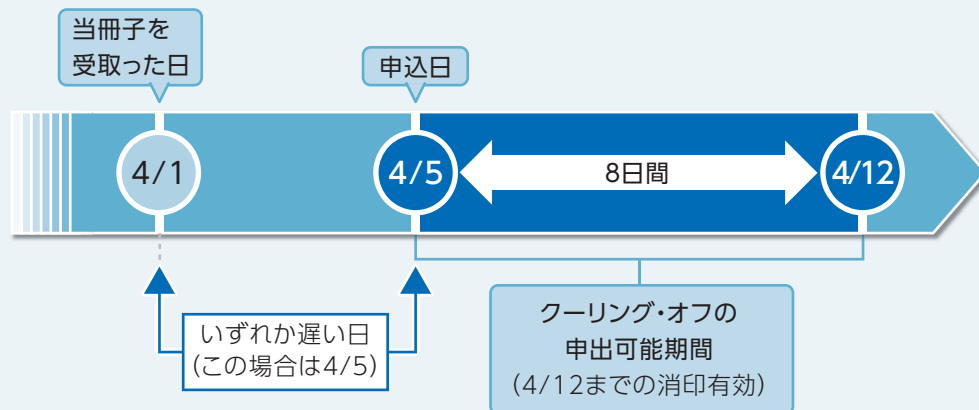 当冊子を
受取った日
申込日
4/1
4/5
8日間
4/12
いずれか遅い日
(この場合は4/5)
クーリング・オフの
申出可能期間
(4/12までの消印有効)